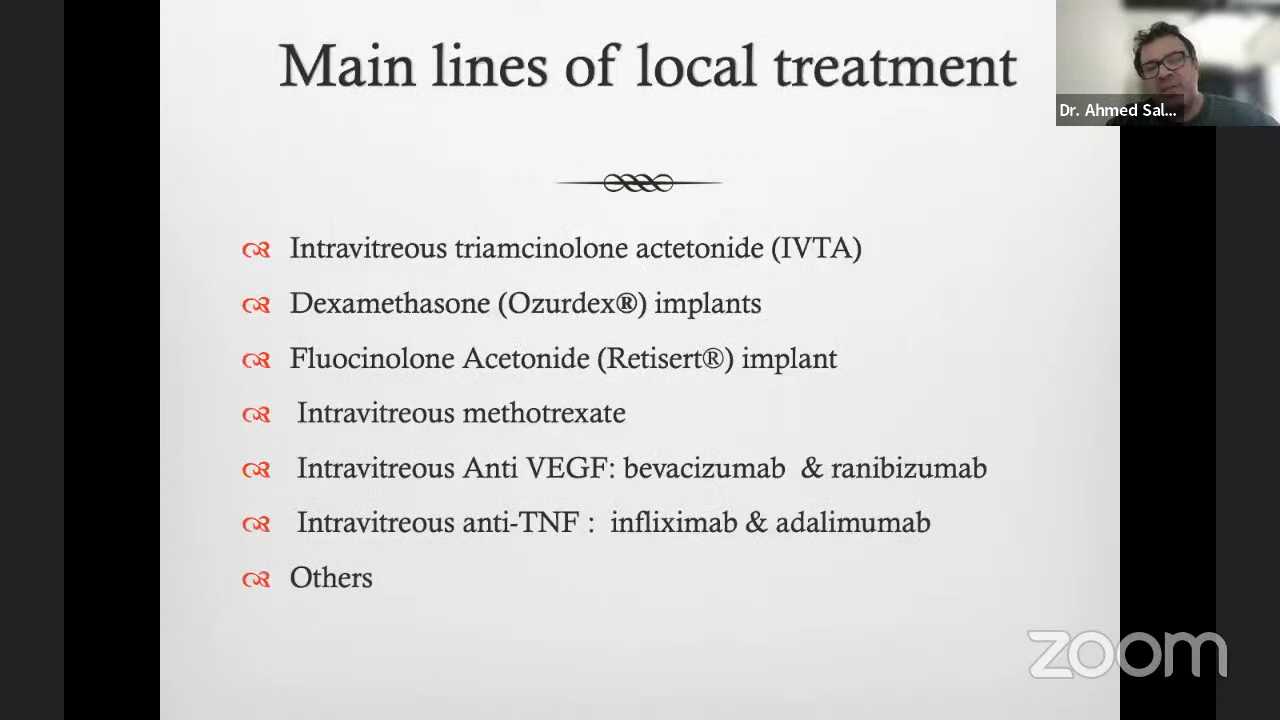 Main lines of local treatment
Dr. Ahmed Sal...
Intravitreous triamcinolone actetonide (IVTA)
Dexamethasone (Ozurdex®) implants
Fluocinolone Acetonide (Retisert®) implant
Intravitreous methotrexate
Intravitreous Anti VEGF: bevacizumab & ranibizumab
Intravitreous anti-TNF : infliximab & adalimumab
Others
zoom